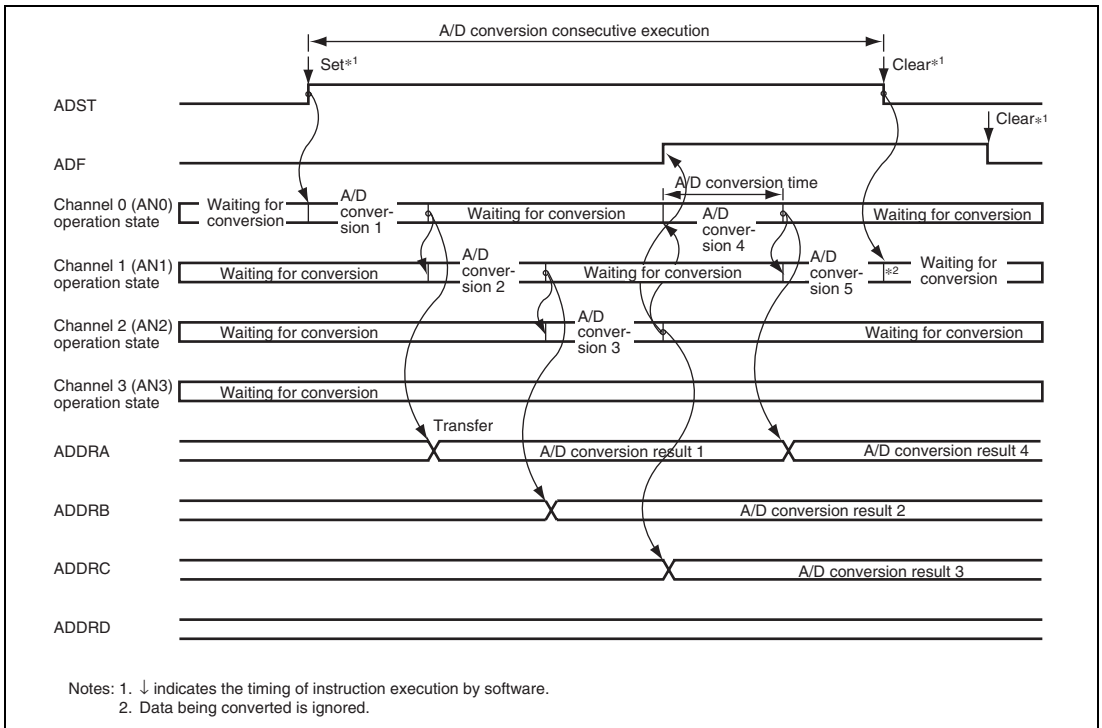 A/D conversion consecutive execution
Set*1
Clear*1
ADST
Clear*1
ADF
A/D conversion time
Channel 0 (AN0)
operation state
Waiting for
conversion
A/D
conver-
sion 1
Waiting for conversion
A/D
conver-
sion 4
Waiting for conversion
Channel 1 (AN1)
operation state
Waiting for conversion
A/D
conver-
sion 2
Waiting for conversion
A/D
conver-
sion 5
*2
Waiting for
conversion
Channel 2 (AN2)
operation state
Waiting for conversion
A/D
conver-
sion 3
Waiting for conversion
Channel 3 (AN3)
operation state
Waiting for conversion
Transfer
ADDRA
A/D conversion result 1
A/D conversion result 4
ADDRB
A/D conversion result 2
ADDRC
A/D conversion result 3
ADDRD
Notes: 1. ↓ indicates the timing of instruction execution by software.
2. Data being converted is ignored.